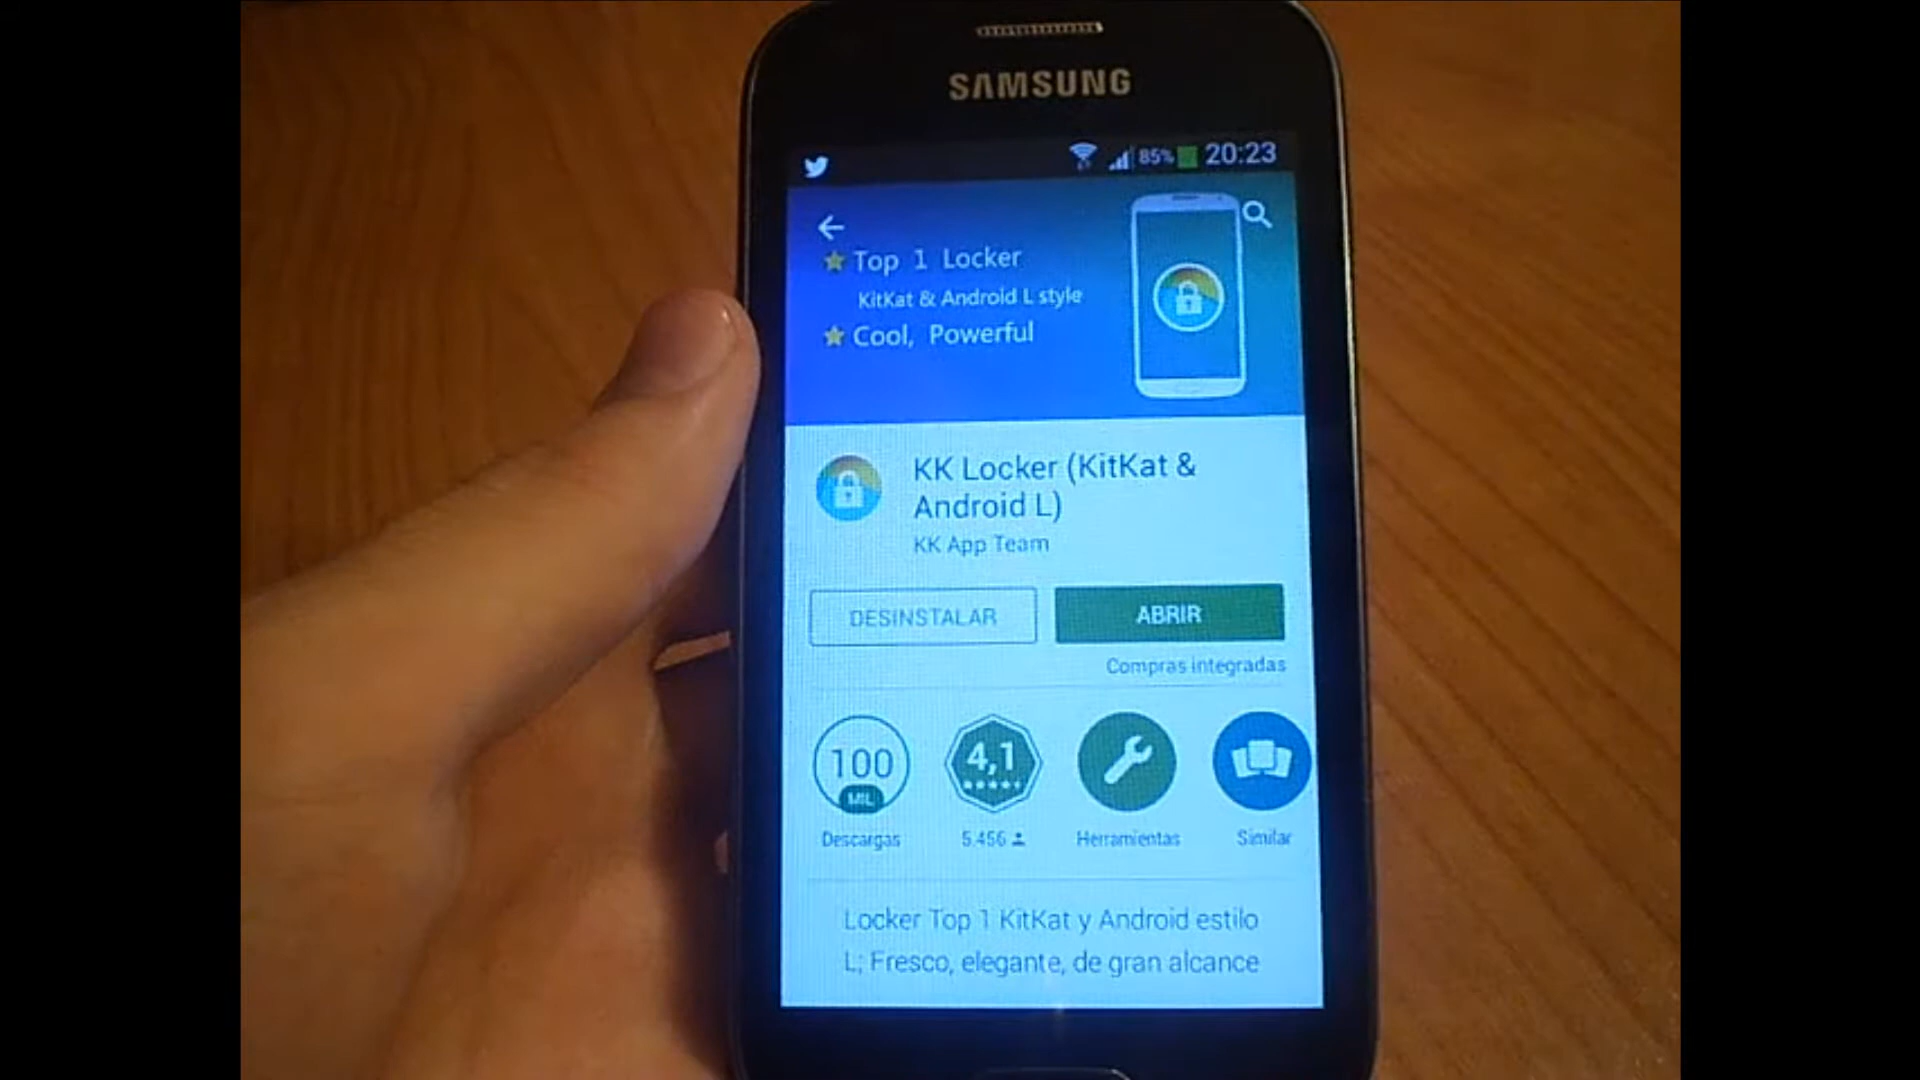 SAMSUNG
85% 20:23
Top 1 Locker
KitKat & Android L style
Cool, Powerful
KK Locker (KitKat &
Android L)
KK App Team
DESINSTALAR
ABRIR
Compras integradas
100
MIL
4,1
Descargas
5.456
Herramientas
Similar
Locker Top 1 KitKat y Android estilo
L; Fresco, elegante, de gran alcance